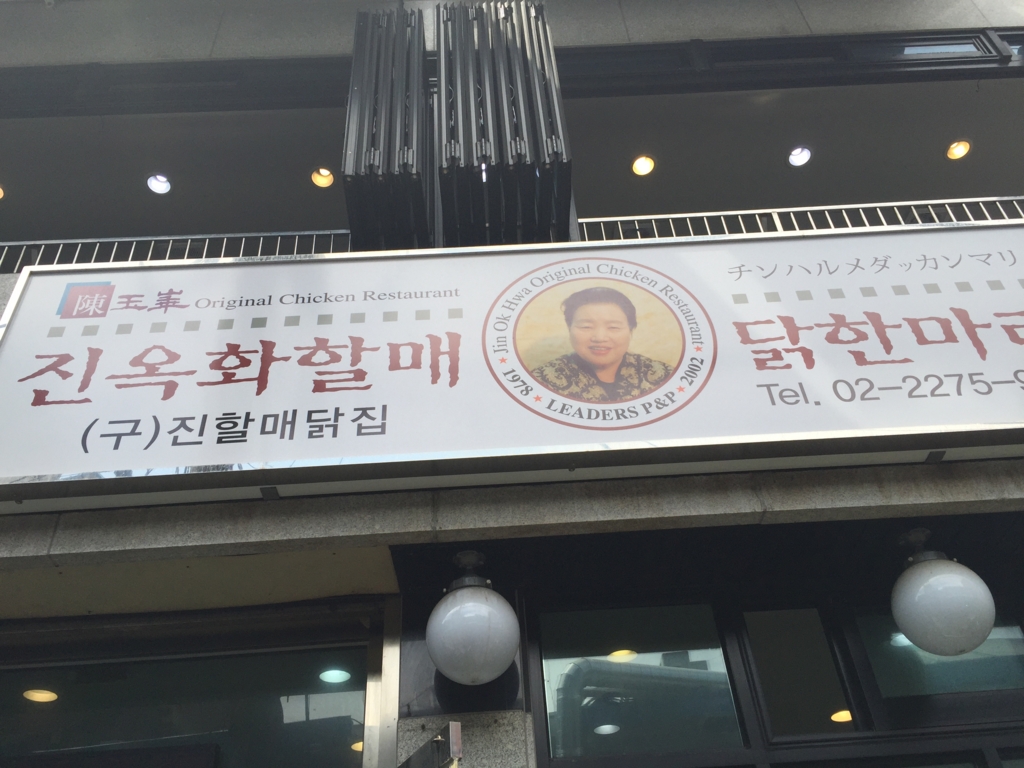 陳玉華 Original Chicken Restaurant
진옥화할매
(구)진할매닭집
Jin Ok Hwa Original Chicken Restaurant
1978 ★ LEADERS P&P ★ 2002
チンハルメダッカンマリ
닭한마리
Tel. 02-2275-9